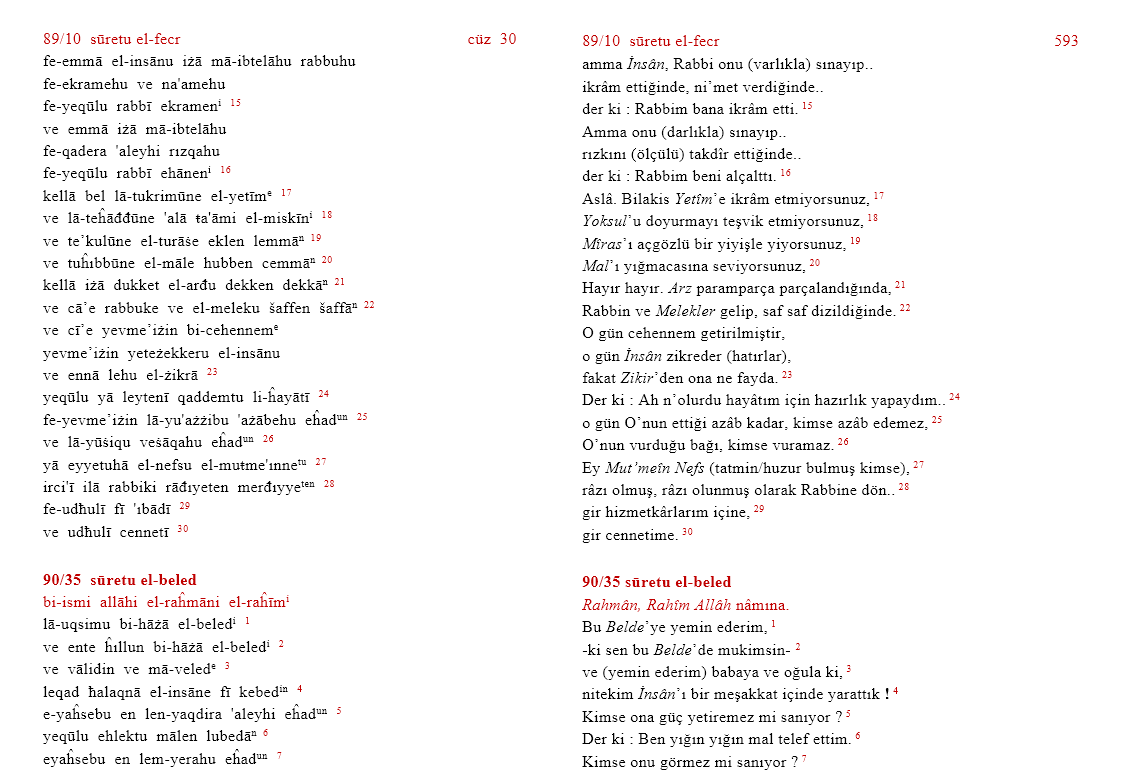 89/10 sūretu el-fecr cüz 30
fe-emmā el-insānu iżā mā-ibtelāhu rabbuhu
fe-ekramehu ve na'amehu
fe-yeqūlu rabbī ekramenⁱ 15
ve emmā iżā mā-ibtelāhu
fe-qadera 'aleyhi rızqahu
fe-yeqūlu rabbī ehānenⁱ 16
kellā bel lā-tukrimūne el-yetīmᵉ 17
ve lā-teĥāđđūne 'alā ŧa'āmi el-miskīnⁱ 18
ve te’kulūne el-turāŝe eklen lemmāⁿ 19
ve tuĥıbbūne el-māle hubben cemmāⁿ 20
kellā iżā dukket el-arđu dekken dekkāⁿ 21
ve cā’e rabbuke ve el-meleku šaffen šaffāⁿ 22
ve cī’e yevme’iżin bi-cehennemᵉ
yevme’iżin yeteżekkeru el-insānu
ve ennā lehu el-żikrā 23
yeqūlu yā leytenī qaddemtu li-ĥayātī 24
fe-yevme’iżin lā-yu'ażżibu 'ażābehu eĥadᵘⁿ 25
ve lā-yūŝiqu veŝāqahu eĥadᵘⁿ 26
yā eyyetuhā el-nefsu el-muŧme'ınneᵗᵘ 27
irci'ī ilā rabbiki rāđıyeten merđıyyeᵗᵉⁿ 28
fe-udħulī fī 'ıbādī 29
ve udħulī cennetī 30
90/35 sūretu el-beled
bi-ismi allāhi el-raĥmāni el-raĥīmⁱ
lā-uqsimu bi-hāżā el-beledⁱ 1
ve ente ĥıllun bi-hāżā el-beledⁱ 2
ve vālidin ve mā-veledᵉ 3
leqad ħalaqnā el-insāne fī kebedⁱⁿ 4
e-yaĥsebu en len-yaqdira 'aleyhi eĥadᵘⁿ 5
yeqūlu ehlektu mālen lubedāⁿ 6
eyaĥsebu en lem-yerahu eĥadᵘⁿ 7
89/10 sūretu el-fecr 593
amma İnsân, Rabbi onu (varlıkla) sınayıp..
ikrâm ettiğinde, ni’met verdiğinde..
der ki : Rabbim bana ikrâm etti. 15
Amma onu (darlıkla) sınayıp..
rızkını (ölçülü) takdîr ettiğinde..
der ki : Rabbim beni alçalttı. 16
Aslâ. Bilakis Yetîm’e ikrâm etmiyorsunuz, 17
Yoksul’u doyurmayı teşvik etmiyorsunuz, 18
Mîras’ı açgözlü bir yiyişle yiyorsunuz, 19
Mal’ı yığmacasına seviyorsunuz, 20
Hayır hayır. Arz paramparça parçalandığında, 21
Rabbin ve Melekler gelip, saf saf dizildiğinde. 22
O gün cehennem getirilmiştir,
o gün İnsân zikreder (hatırlar),
fakat Zikir’den ona ne fayda. 23
Der ki : Ah n’olurdu hayâtım için hazırlık yapaydım.. 24
o gün O’nun ettiği azâb kadar, kimse azâb edemez, 25
O’nun vurduğu bağı, kimse vuramaz. 26
Ey Mut’meîn Nefs (tatmin/huzur bulmuş kimse), 27
râzı olmuş, râzı olunmuş olarak Rabbine dön.. 28
gir hizmetkârlarım içine, 29
gir cennetime. 30
90/35 sūretu el-beled
Rahmân, Rahîm Allâh nâmına.
Bu Belde’ye yemin ederim, 1
-ki sen bu Belde’de mukimsin- 2
ve (yemin ederim) babaya ve oğula ki, 3
nitekim İnsân’ı bir meşakkat içinde yarattık ! 4
Kimse ona güç yetiremez mi sanıyor ? 5
Der ki : Ben yığın yığın mal telef ettim. 6
Kimse onu görmez mi sanıyor ? 7